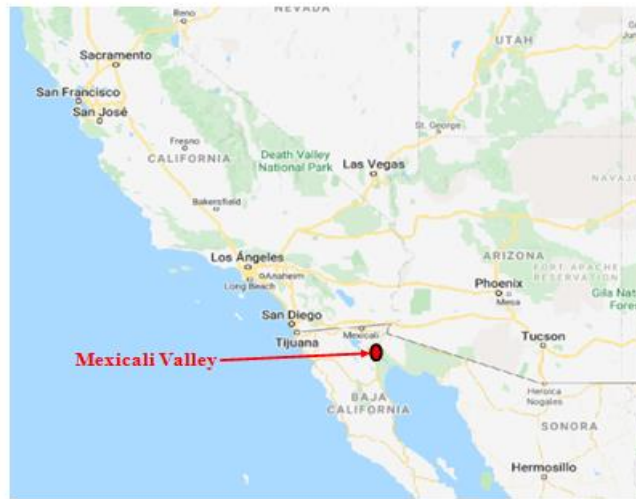 NEVADA
Reno
UTAH
Sacramento
San Francisco
San José
St. George
Fresno
CALIFORNIA
Death Valley
National Park
Las Vegas
NAVAJ
Bakersfield
Los Ángeles
Anaheim
Long Beach
ARIZONA
FORT APACHE
RESERVATION
Phoenix
Mesa
Gila Na
Fores
San Diego
Tijuana
Mexicali
Tucson
Mexicali Valley
BAJA
CALIFORNIA
Heroica
Nogales
SONORA
Hermosillo